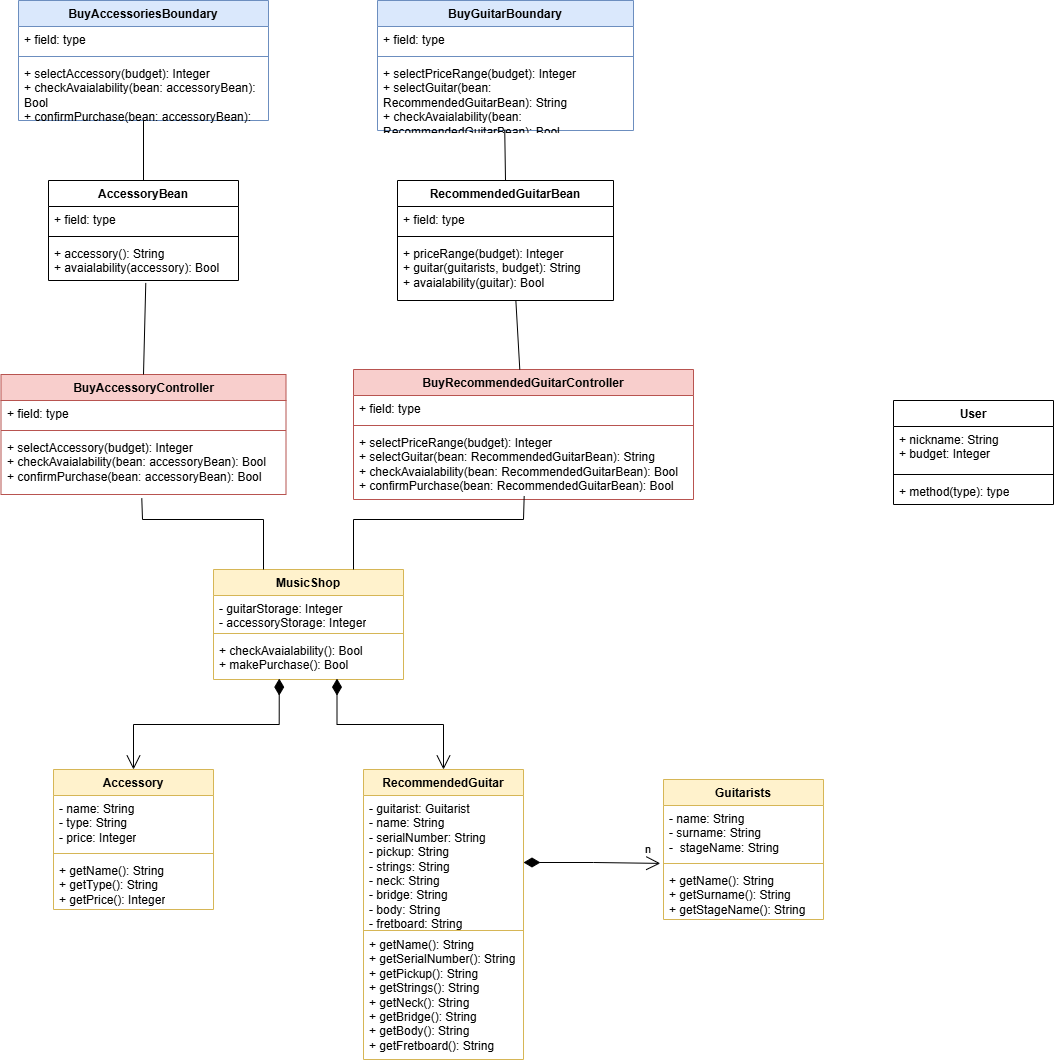 BuyAccessoriesBoundary
+ field: type
+ selectAccessory(budget): Integer
+ checkAvaialability(bean: accessoryBean):
Bool
+ confirmPurchase(bean: accessoryBean):
BuyGuitarBoundary
+ field: type
+ selectPriceRange(budget): Integer
+ selectGuitar(bean:
RecommendedGuitarBean): String
+ checkAvaialability(bean:
RecommendedGuitarBean): Bool
AccessoryBean
+ field: type
+ accessory(): String
+ avaialability(accessory): Bool
RecommendedGuitarBean
+ field: type
+ priceRange(budget): Integer
+ guitar(guitarists, budget): String
+ avaialability(guitar): Bool
BuyAccessoryController
+ field: type
+ selectAccessory(budget): Integer
+ checkAvaialability(bean: accessoryBean): Bool
+ confirmPurchase(bean: accessoryBean): Bool
BuyRecommendedGuitarController
+ field: type
+ selectPriceRange(budget): Integer
+ selectGuitar(bean: RecommendedGuitarBean): String
+ checkAvaialability(bean: RecommendedGuitarBean): Bool
+ confirmPurchase(bean: RecommendedGuitarBean): Bool
User
+ nickname: String
+ budget: Integer
+ method(type): type
MusicShop
- guitarStorage: Integer
- accessoryStorage: Integer
+ checkAvaialability(): Bool
+ makePurchase(): Bool
Accessory
- name: String
- type: String
- price: Integer
+ getName(): String
+ getType(): String
+ getPrice(): Integer
RecommendedGuitar
- guitarist: Guitarist
- name: String
- serialNumber: String
- pickup: String
- strings: String
- neck: String
- bridge: String
- body: String
- fretboard: String
+ getName(): String
+ getSerialNumber(): String
+ getPickup(): String
+ getStrings(): String
+ getNeck(): String
+ getBridge(): String
+ getBody(): String
+ getFretboard(): String
n
Guitarists
- name: String
- surname: String
- stageName: String
+ getName(): String
+ getSurname(): String
+ getStageName(): String